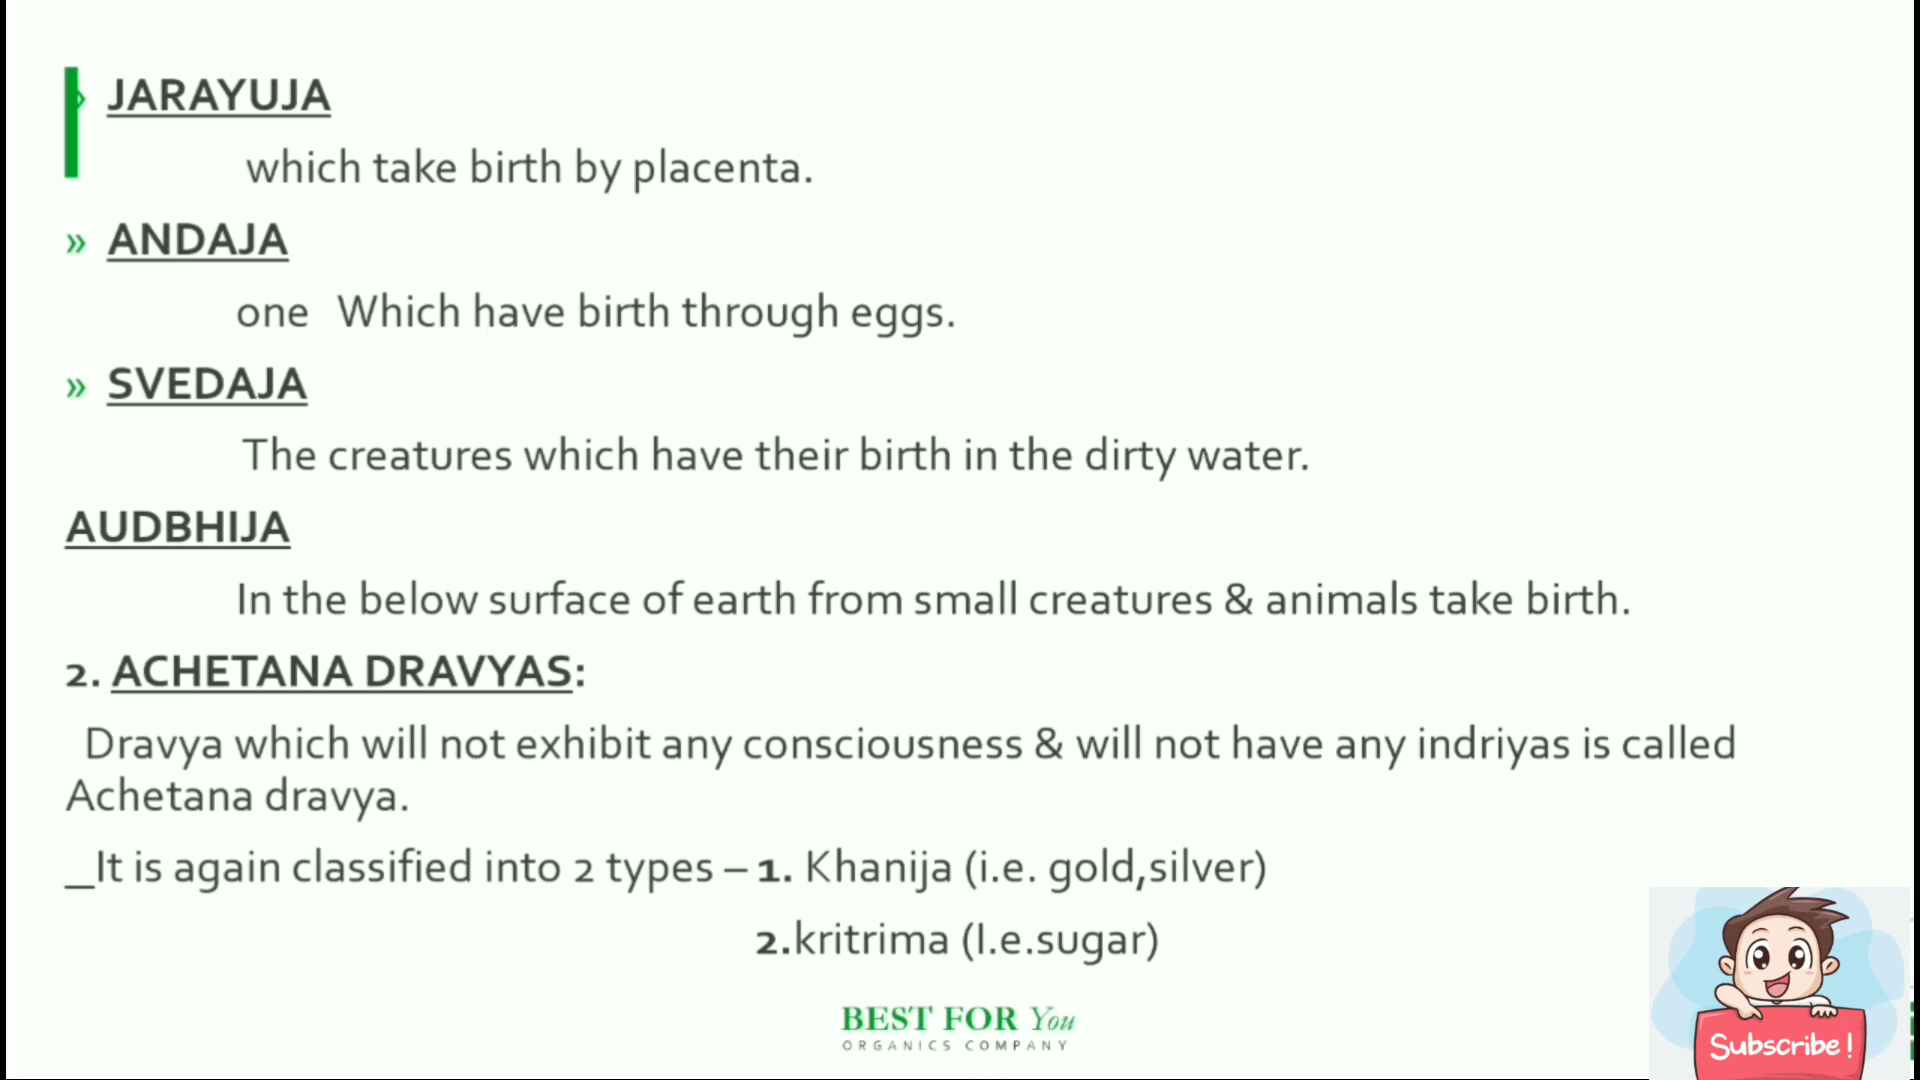 » JARAYUJA
which take birth by placenta.
» ANDAJA
one Which have birth through eggs.
» SVEDAJA
The creatures which have their birth in the dirty water.
AUDBHIJA
In the below surface of earth from small creatures & animals take birth.
2. ACHETANA DRAVYAS:
Dravya which will not exhibit any consciousness & will not have any indriyas is called
Achetana dravya.
_It is again classified into 2 types – 1. Khanija (i.e. gold,silver)
2.kritrima (I.e.sugar)
BEST FOR You
ORGANICS COMPANY
Subscribe!